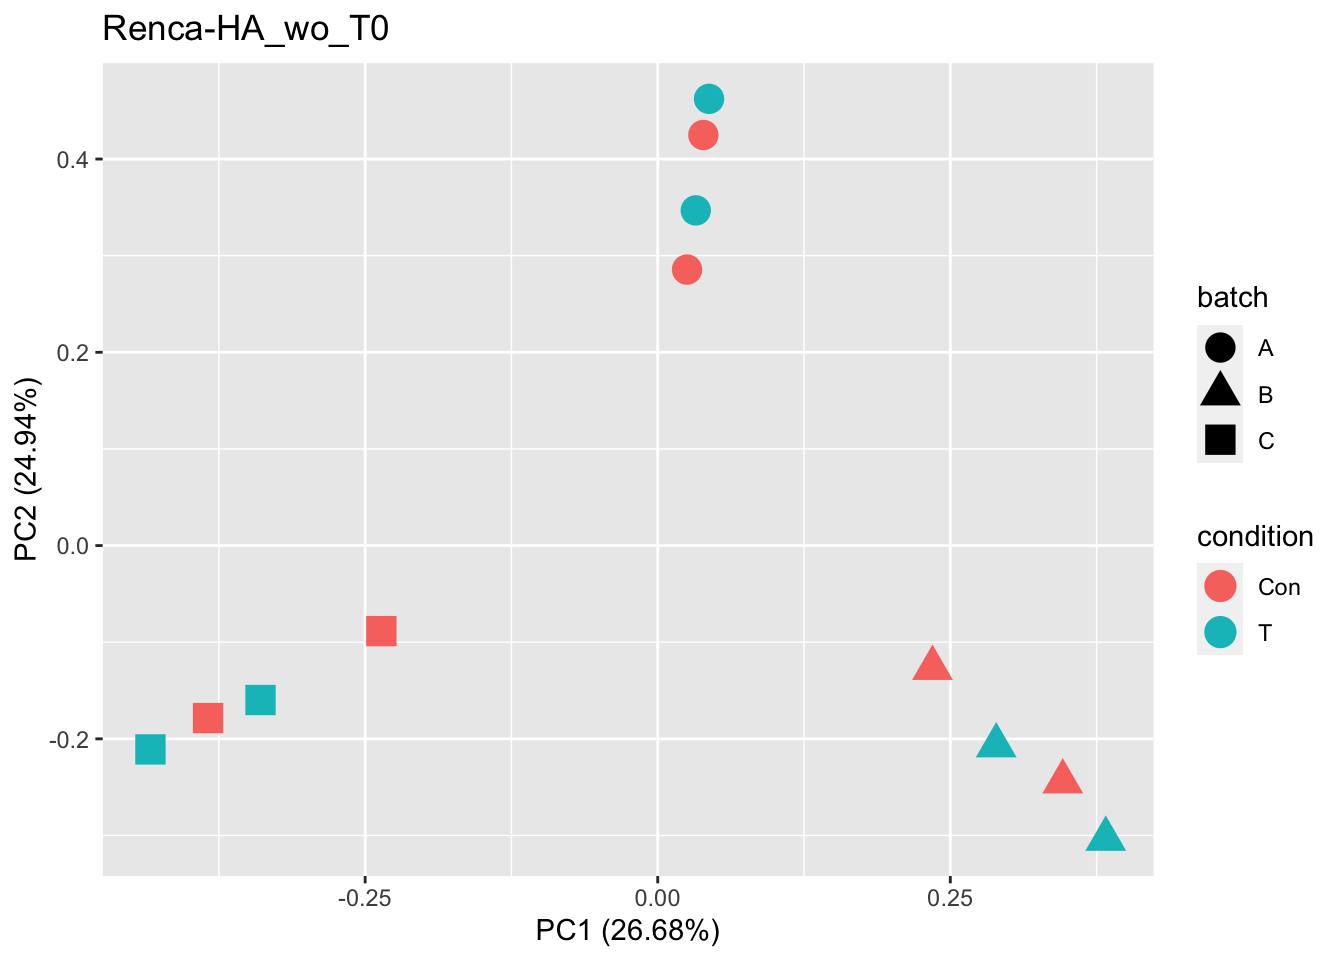 Renca-HA_wo_T0
0.4
0.2
0.0
-0.2
PC2 (24.94%)
-0.25
0.00
0.25
PC1 (26.68%)
batch
A
B
C
condition
Con
T